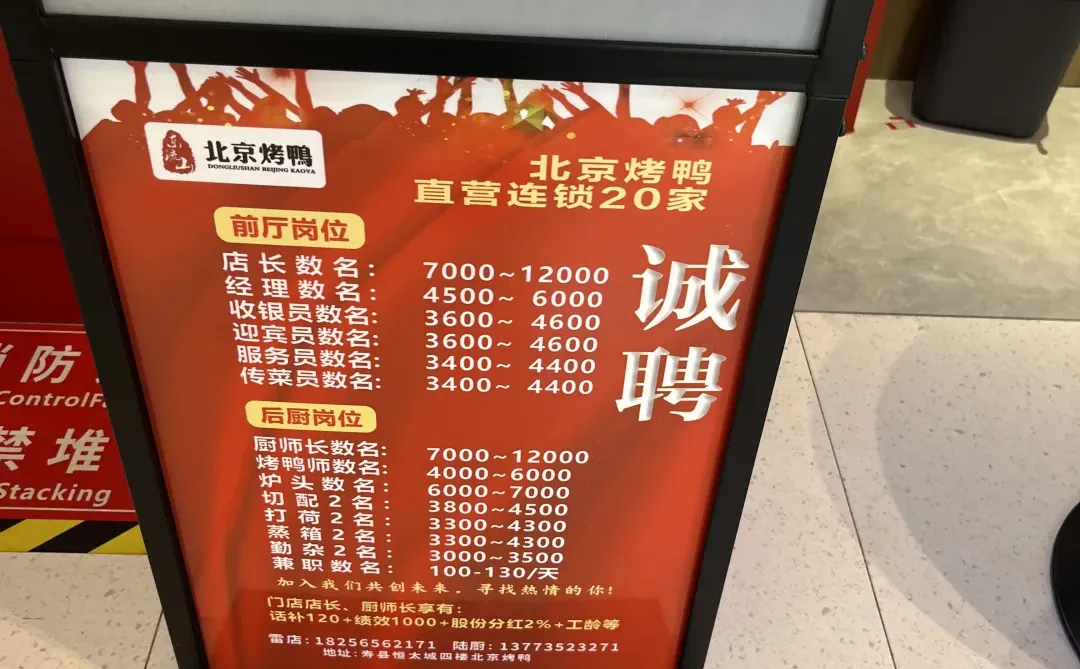 东流山
北京烤鴨
DONGLIUSHAN BEIJING KAOYA
北京烤鸭
直营连锁20家
诚聘
前厅岗位
店长数名： 7000~12000
经理数名： 4500~ 6000
收银员数名: 3600~ 4600
迎宾员数名: 3600~ 4600
服务员数名: 3400~ 4400
传菜员数名: 3400~ 4400
后厨岗位
厨师长数名: 7000~12000
烤鸭师数名: 4000~6000
炉头数名： 6000~7000
切配2名： 3800~4500
打荷2名： 3300~4300
蒸箱2名： 3300~4300
勤杂2名： 3000~3500
兼职数名： 100-130/天
加入我们共创未来，寻找热情的你!
门店店长、厨师长享有：
话补120+绩效1000+股份分红2%+工龄等
雷店: 18256562171 陆厨: 13773523271
地址:寿县恒太城四楼北京烤鸭
消防
ControlFa
禁堆
Stacking